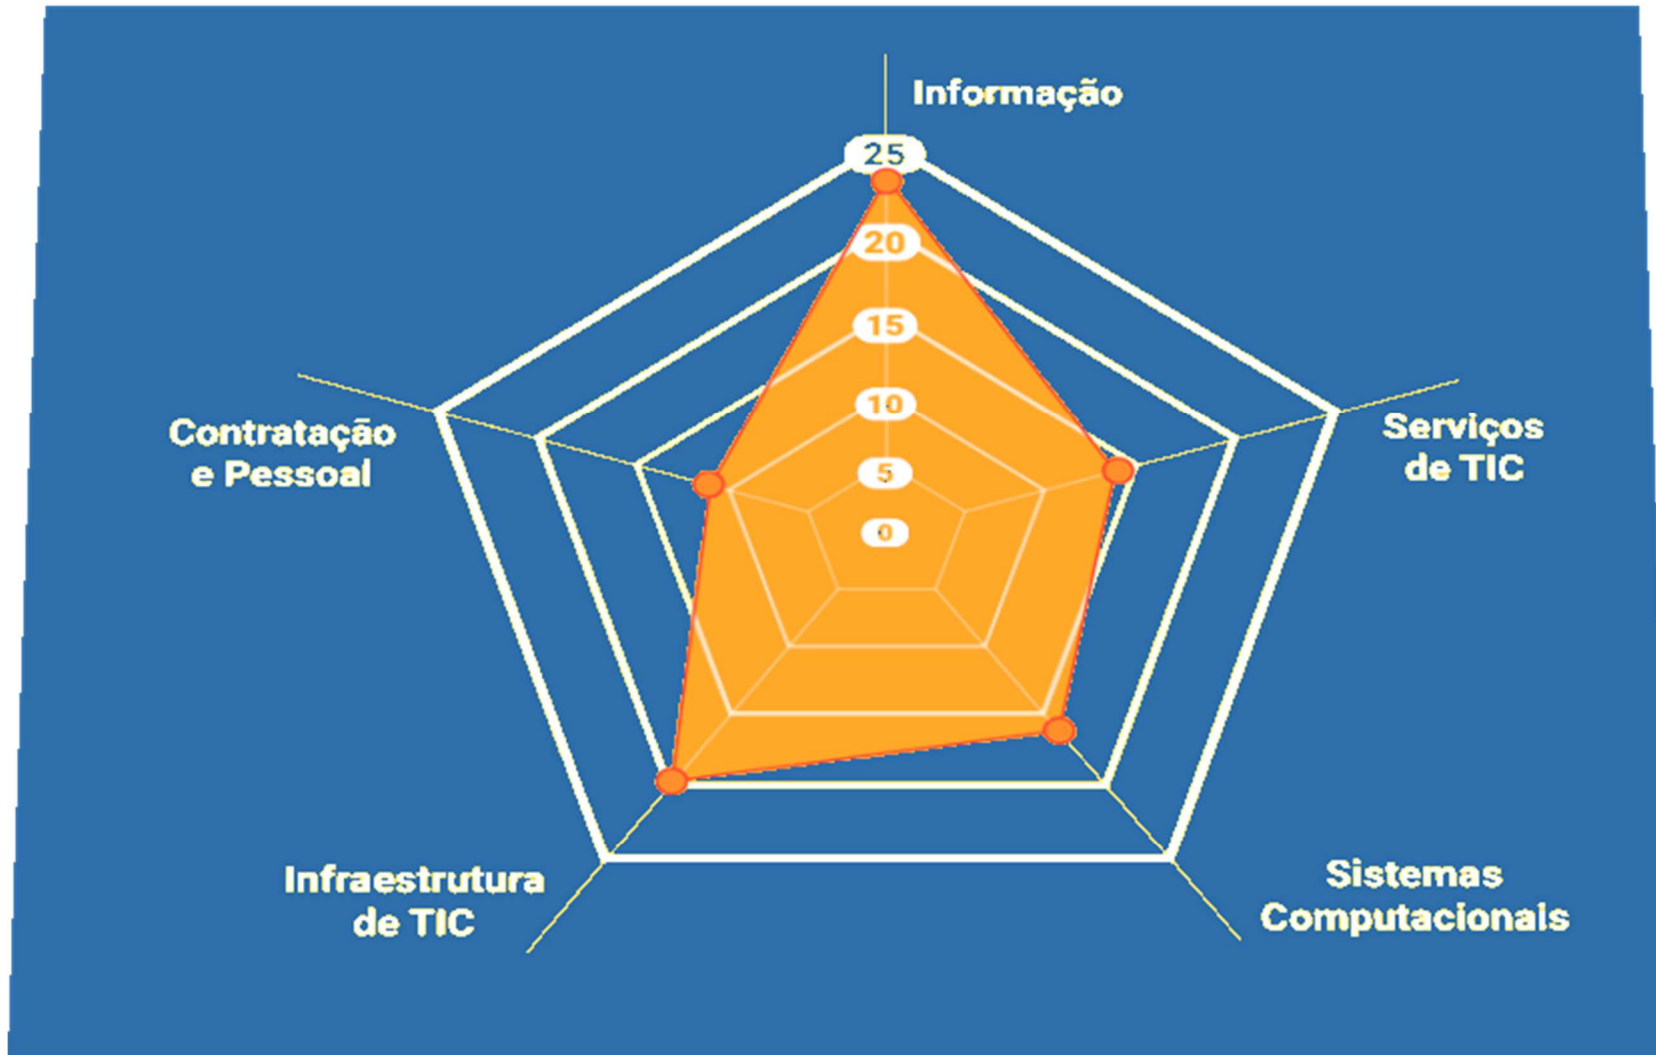 Informação
25
20
15
10
5
0
Contratação
e Pessoal
Serviços
de TIC
Infraestrutura
de TIC
Sistemas
Computacionais